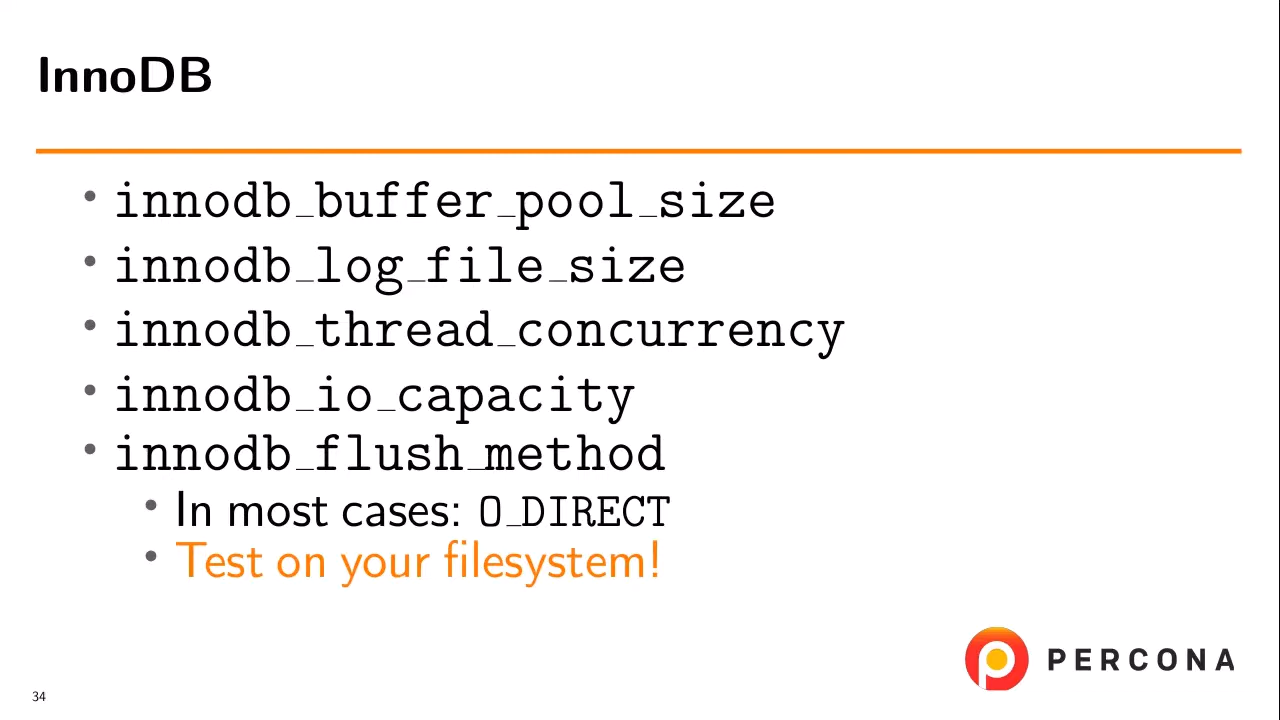 InnoDB
• innodb_buffer_pool_size
• innodb_log_file_size
• innodb_thread_concurrency
• innodb_io_capacity
• innodb_flush_method
• In most cases: O_DIRECT
• Test on your filesystem!
PERCONA
34